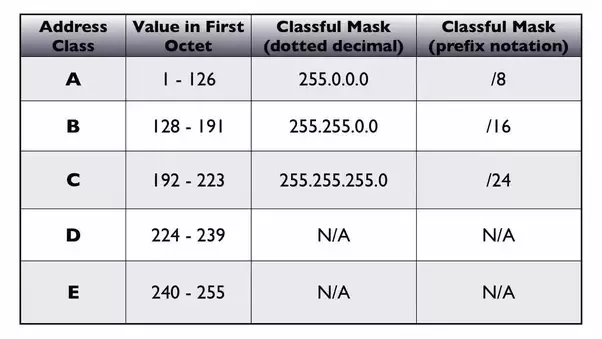 Address Class | Value in First Octet | Classful Mask (dotted decimal) | Classful Mask (prefix notation)
A | 1 - 126 | 255.0.0.0 | /8
B | 128 - 191 | 255.255.0.0 | /16
C | 192 - 223 | 255.255.255.0 | /24
D | 224 - 239 | N/A | N/A
E | 240 - 255 | N/A | N/A